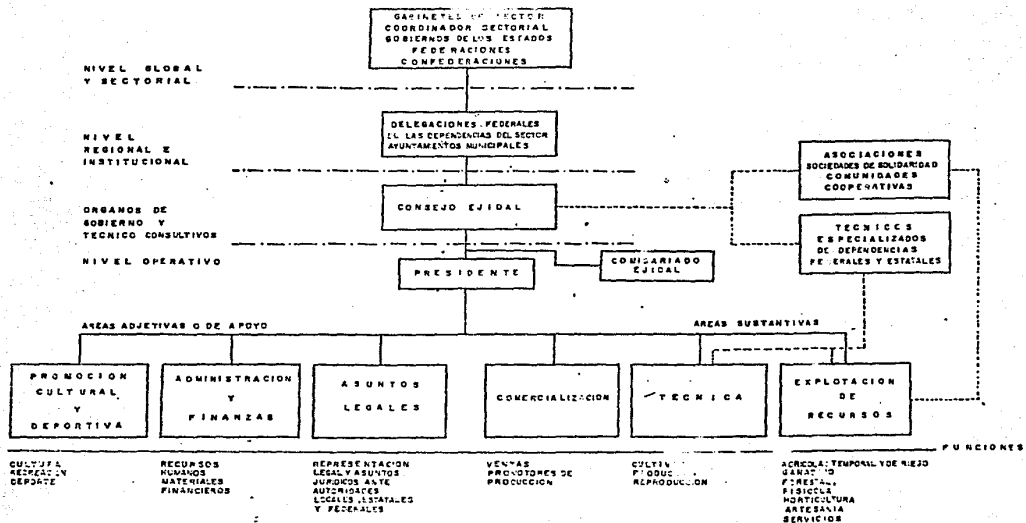 GABINETES DE SECTOR
COORDINADOR SECTORIAL
GOBIERNOS DE LOS ESTADOS
FEDERACIONES
CONFEDERACIONES
NIVEL GLOBAL
Y SECTORIAL
DELEGACIONES FEDERALES
LAS DEPENDENCIAS DEL SECTOR
AYUNTAMIENTOS MUNICIPALES
NIVEL
REGIONAL E
INSTITUCIONAL
ASOCIACIONES
SOCIEDADES DE SOLIDARIDAD
COMUNIDADES
COOPERATIVAS
CONSEJO EJIDAL
ORGANOS DE
GOBIERNO Y
TECNICO CONSULTIVOS
TECNICES
ESPECIALIZADOS
DE DEPENDENCIAS
FEDERALES Y ESTATALES
NIVEL OPERATIVO
PRESIDENTE
COMISARIADO
EJIDAL
AREAS ADJETIVAS O DE APOYO
AREAS SUSTANTIVAS
PROMOCION
CULTURAL
Y
DEPORTIVA
ADMINISTRACION
Y
FINANZAS
ASUNTOS
LEGALES
COMERCIALIZACION
TECNICA
EXPLOTACION
DE
RECURSOS
FUNCIONES
CULTURA
RECREACION
DEPORTE
RECURSOS
HUMANOS
MATERIALES
FINANCIEROS
REPRESENTACION
LEGAL Y ASUNTOS
JURIDICOS ANTE
AUTORIDADES
LOCALES, ESTATALES
Y FEDERALES
VENTAS
PROMOTORES DE
PRODUCCION
REPRODUCCION
AGRICOLA: TEMPORAL Y DE RIEGO
FORESTAL
PISICOLA
HORTICULTURA
ARTESANIA
SERVICIOS